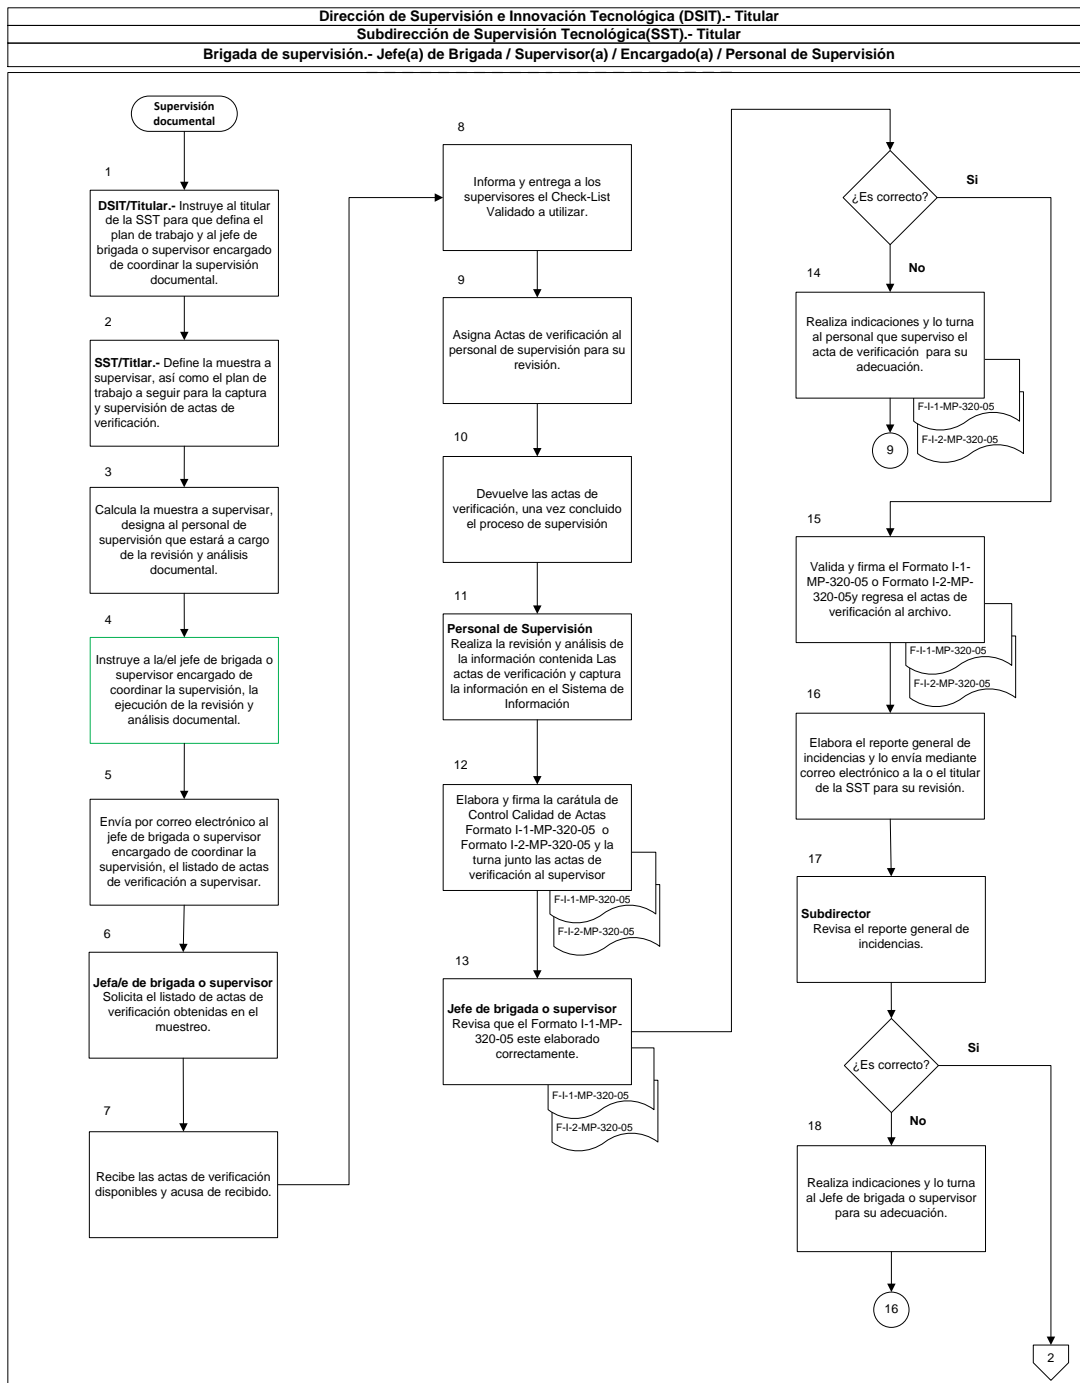 Dirección de Supervisión e Innovación Tecnológica (DSIT).- Titular
Subdirección de Supervisión Tecnológica(SST).- Titular
Brigada de supervisión.- Jefe(a) de Brigada / Supervisor(a) / Encargado(a) / Personal de Supervisión
Supervisión
documental
1
DSIT/Titular.- Instruye al titular
de la SST para que defina el
plan de trabajo y al jefe de
brigada o supervisor encargado
de coordinar la supervisión
documental.
2
SST/Titlar.- Define la muestra a
supervisar, así como el plan de
trabajo a seguir para la captura
y supervisión de actas de
verificación.
3
Calcula la muestra a supervisar,
designa al personal de
supervisión que estará a cargo
de la revisión y análisis
documental.
4
Instruye a la/el jefe de brigada o
supervisor encargado de
coordinar la supervisión, la
ejecución de la revisión y
análisis documental.
5
Envía por correo electrónico al
jefe de brigada o supervisor
encargado de coordinar la
supervisión, el listado de actas
de verificación a supervisar.
6
Jefa/e de brigada o supervisor
Solicita el listado de actas de
verificación obtenidas en el
muestreo.
7
Recibe las actas de verificación
disponibles y acusa de recibido.
8
Informa y entrega a los
supervisores el Check-List
Validado a utilizar.
9
Asigna Actas de verificación al
personal de supervisión para su
revisión.
10
Devuelve las actas de
verificación, una vez concluido
el proceso de supervisión
11
Personal de Supervisión
Realiza la revisión y análisis de
la información contenida Las
actas de verificación y captura
la información en el Sistema de
Información
12
Elabora y firma la carátula de
Control Calidad de Actas
Formato I-1-MP-320-05 o
Formato I-2-MP-320-05 y la
turna junto las actas de
verificación al supervisor
F-I-1-MP-320-05
F-I-2-MP-320-05
13
Jefe de brigada o supervisor
Revisa que el Formato I-1-MP-
320-05 este elaborado
correctamente.
F-I-1-MP-320-05
F-I-2-MP-320-05
¿Es correcto?
Si
No
14
Realiza indicaciones y lo turna
al personal que superviso el
acta de verificación para su
adecuación.
F-I-1-MP-320-05
F-I-2-MP-320-05
9
15
Valida y firma el Formato I-1-
MP-320-05 o Formato I-2-MP-
320-05y regresa el actas de
verificación al archivo.
F-I-1-MP-320-05
F-I-2-MP-320-05
16
Elabora el reporte general de
incidencias y lo envía mediante
correo electrónico a la o el titular
de la SST para su revisión.
17
Subdirector
Revisa el reporte general de
incidencias.
¿Es correcto?
Si
No
18
Realiza indicaciones y lo turna
al Jefe de brigada o supervisor
para su adecuación.
16
2